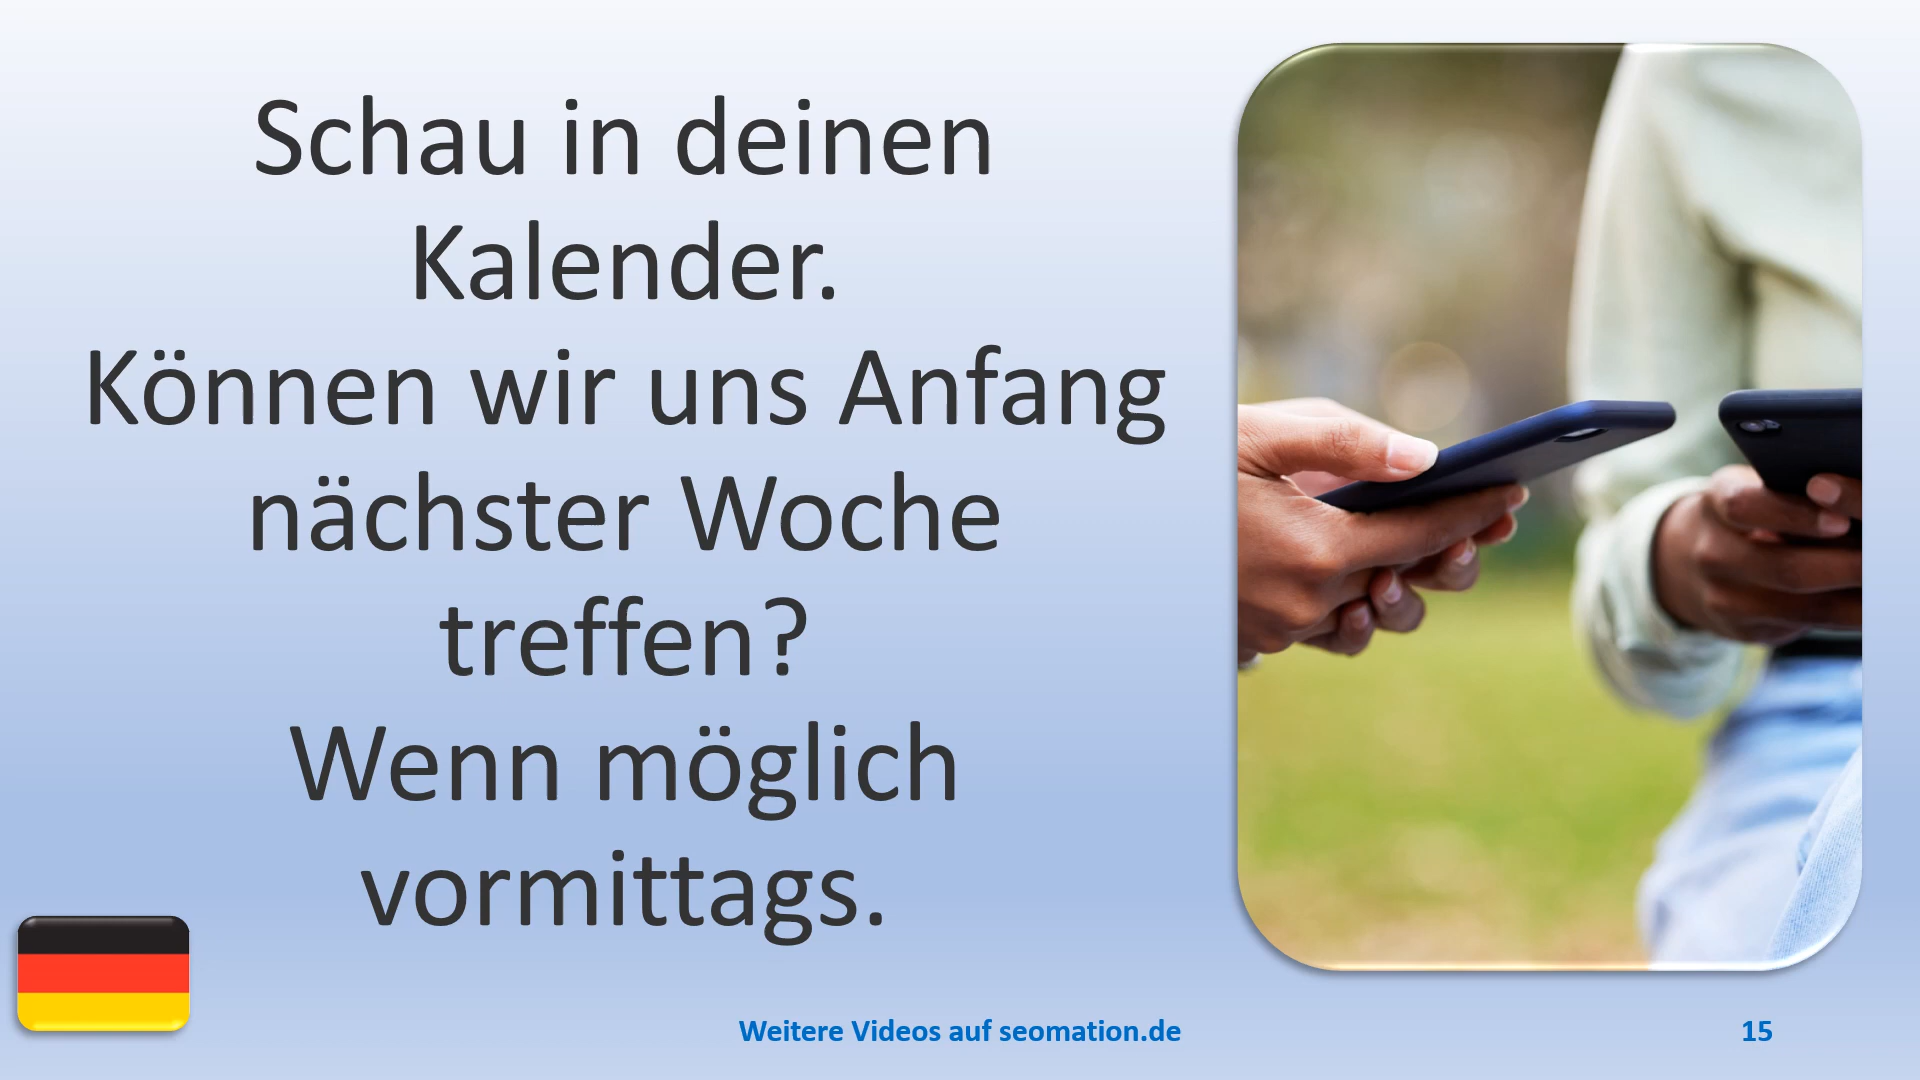 Schau in deinen
Kalender.
Können wir uns Anfang
nächster Woche
treffen?
Wenn möglich
vormittags.
Weitere Videos auf seomation.de
15